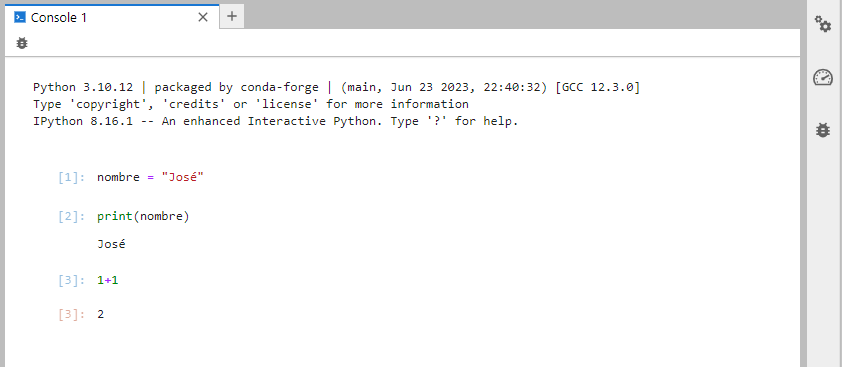 Console 1
Python 3.10.12 | packaged by conda-forge | (main, Jun 23 2023, 22:40:32) [GCC 12.3.0]
Type 'copyright', 'credits' or 'license' for more information
IPython 8.16.1 -- An enhanced Interactive Python. Type '?' for help.
[1]: nombre = "José"
[2]: print(nombre)
José
[3]: 1+1
[3]: 2